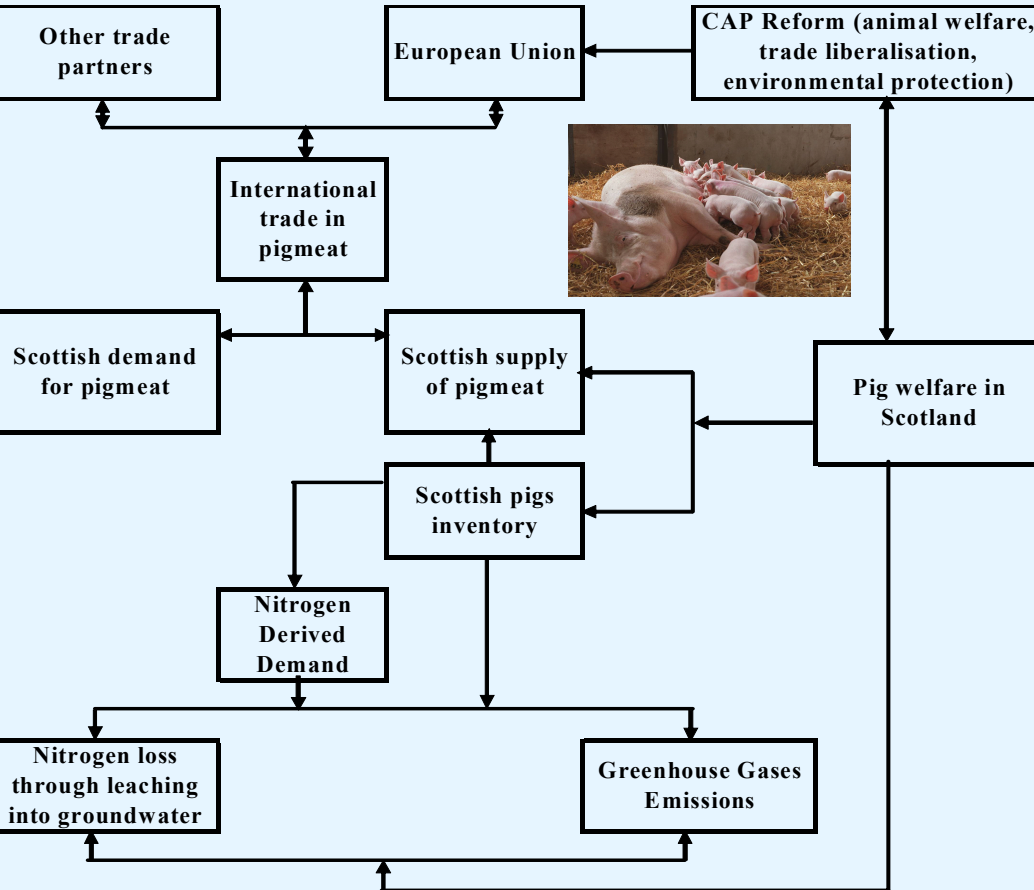 Other trade
partners
European Union
CAP Reform (animal welfare,
trade liberalisation,
environmental protection)
International
trade in
pigmeat
Scottish demand
for pigmeat
Scottish supply
of pigmeat
Pig welfare in
Scotland
Scottish pigs
inventory
Nitrogen
Derived
Demand
Nitrogen loss
through leaching
into groundwater
Greenhouse Gases
Emissions